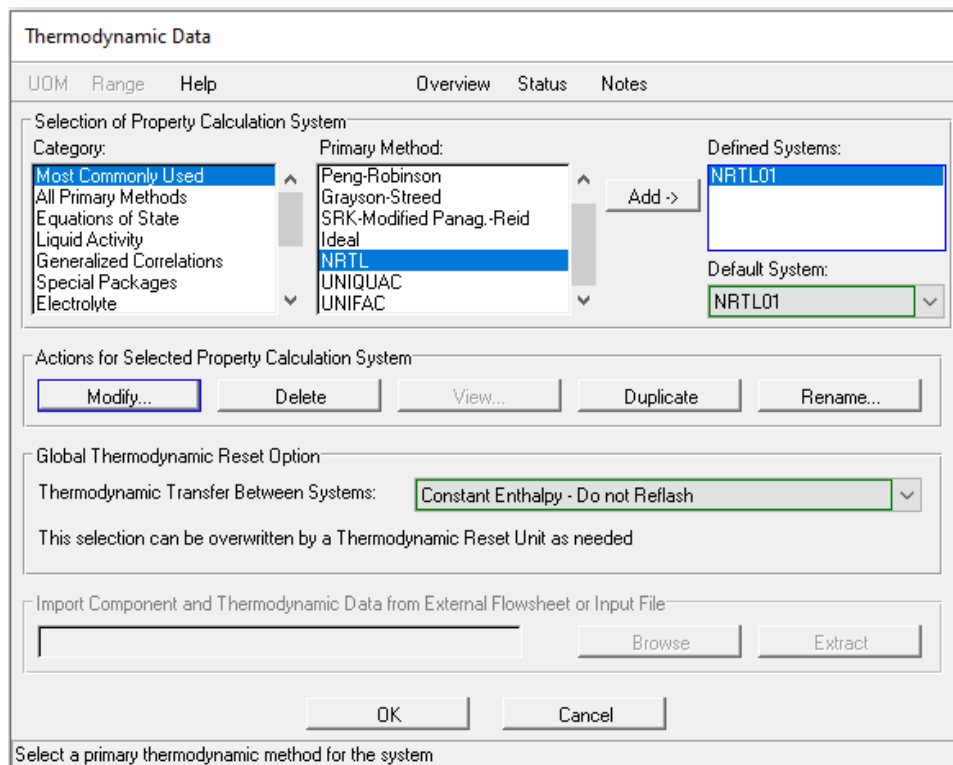 Thermodynamic Data
UOM Range Help Overview Status Notes
Selection of Property Calculation System
Category:
Most Commonly Used
All Primary Methods
Equations of State
Liquid Activity
Generalized Correlations
Special Packages
Electrolyte
Primary Method:
Peng-Robinson
Grayson-Streed
SRK-Modified Panag.-Reid
Ideal
NRTL
UNIQUAC
UNIFAC
Add ->
Defined Systems:
NRTL01
Default System:
NRTL01
Actions for Selected Property Calculation System
Modify... Delete View... Duplicate Rename...
Global Thermodynamic Reset Option
Thermodynamic Transfer Between Systems: Constant Enthalpy - Do not Reflash
This selection can be overwritten by a Thermodynamic Reset Unit as needed
Import Component and Thermodynamic Data from External Flowsheet or Input File
Browse Extract
OK Cancel
Select a primary thermodynamic method for the system